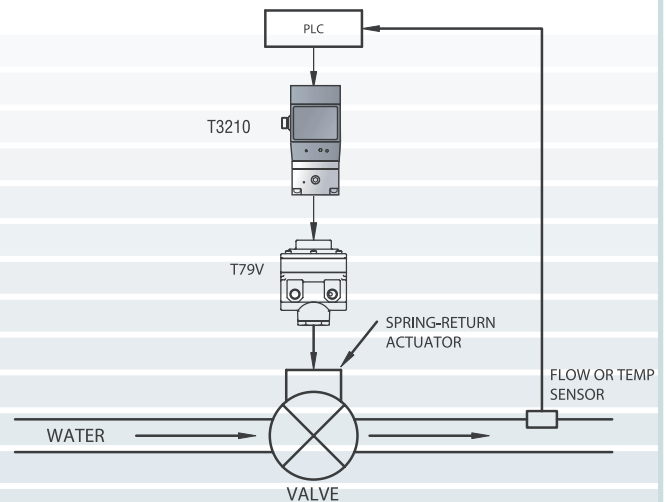 PLC
T3210
T79V
SPRING-RETURN
ACTUATOR
FLOW OR TEMP
SENSOR
WATER
VALVE